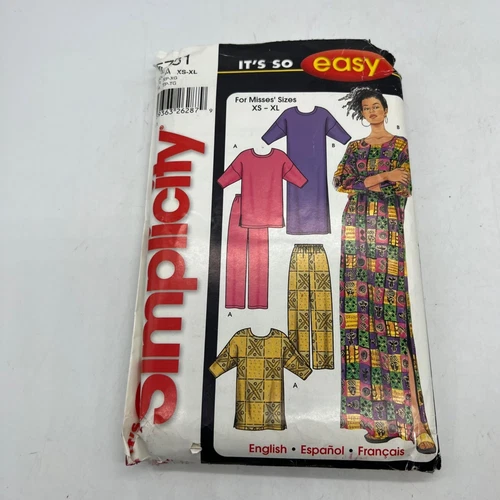 A XS-XL
IT'S SO easy
For Misses' Sizes
XS - XL
A
B
B
A
A
Simplicity
English • Español • Français